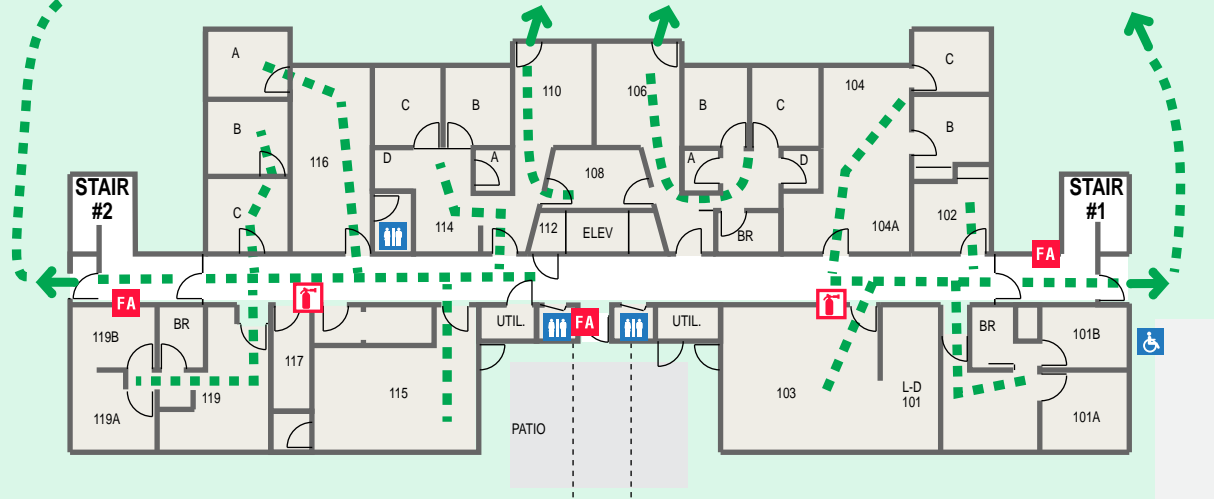 A
C
110
106
104
C
C
B
B
C
B
B
116
D
A
108
A
D
STAIR
#2
STAIR
#1
C
114
112
ELEV
BR
104A
102
FA
FA
119B
BR
UTIL.
FA
UTIL.
BR
101B
117
115
103
L-D
101
119
119A
101A
PATIO